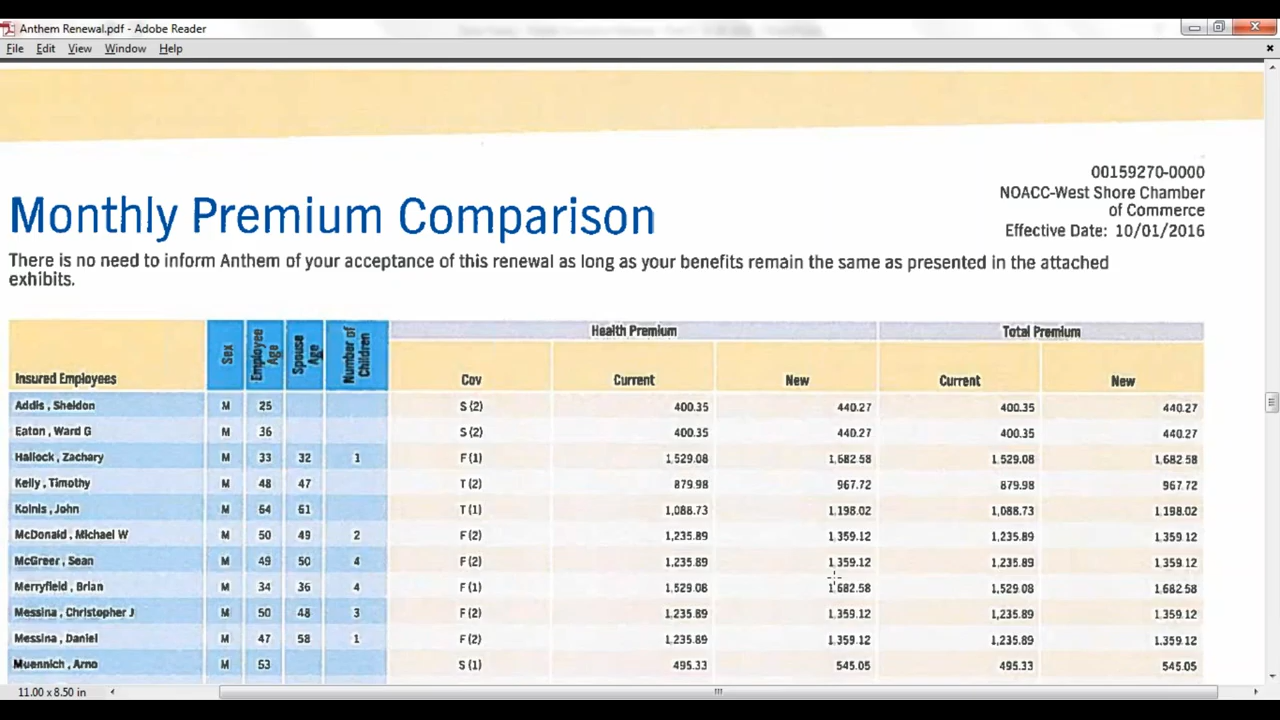 Anthem Renewal.pdf - Adobe Reader
File Edit View Window Help
00159270-0000
NOACC-West Shore Chamber
of Commerce
Effective Date: 10/01/2016
Monthly Premium Comparison
There is no need to inform Anthem of your acceptance of this renewal as long as your benefits remain the same as presented in the attached
exhibits.
Health Premium Total Premium
Insured Employees Sex Employee Age Spouse Age Number of Children Cov Current New Current New
Addis , Sheldon M 25 S (2) 400.35 440.27 400.35 440.27
Eaton , Ward G M 36 S (2) 400.35 440.27 400.35 440.27
Hallock , Zachary M 33 32 1 F (1) 1,529.08 1,682.58 1,529.08 1,682.58
Kelly , Timothy M 48 47 T (2) 879.98 967.72 879.98 967.72
Kolnis , John M 64 61 T (1) 1,088.73 1,198.02 1,088.73 1,198.02
McDonald , Michael W M 50 49 2 F (2) 1,235.89 1,359.12 1,235.89 1,359.12
McGreer , Sean M 49 50 4 F (2) 1,235.89 1,359.12 1,235.89 1,359.12
Merryfield , Brian M 34 36 4 F (1) 1,529.08 1,682.58 1,529.08 1,682.58
Messina , Christopher J M 50 48 3 F (2) 1,235.89 1,359.12 1,235.89 1,359.12
Messina , Daniel M 47 58 1 F (2) 1,235.89 1,359.12 1,235.89 1,359.12
Muennich , Arno M 53 S (1) 495.33 545.05 495.33 545.05
11.00 x 8.50 in